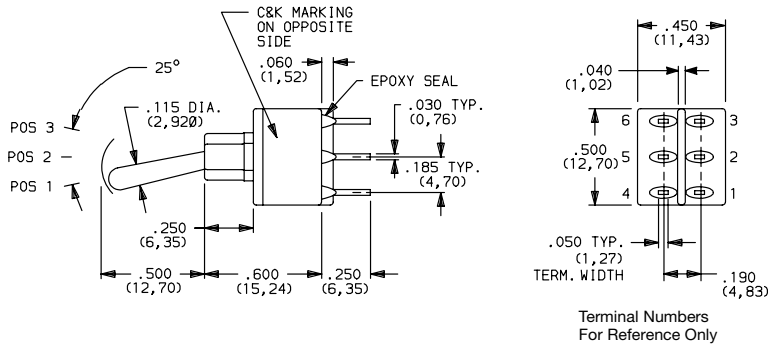 C&K MARKING
ON OPPOSITE
SIDE
.060
(1,52)
EPOXY SEAL
25°
.115 DIA.
(2,920)
.030 TYP.
(0,76)
POS 3
POS 2
POS 1
.185 TYP.
(4,70)
.250
(6,35)
.500
(12,70)
.600
(15,24)
.250
(6,35)
.450
(11,43)
.040
(1,02)
6
3
.500
(12,70)
5
2
4
1
.050 TYP.
(1,27)
TERM. WIDTH
.190
(4,83)
Terminal Numbers
For Reference Only